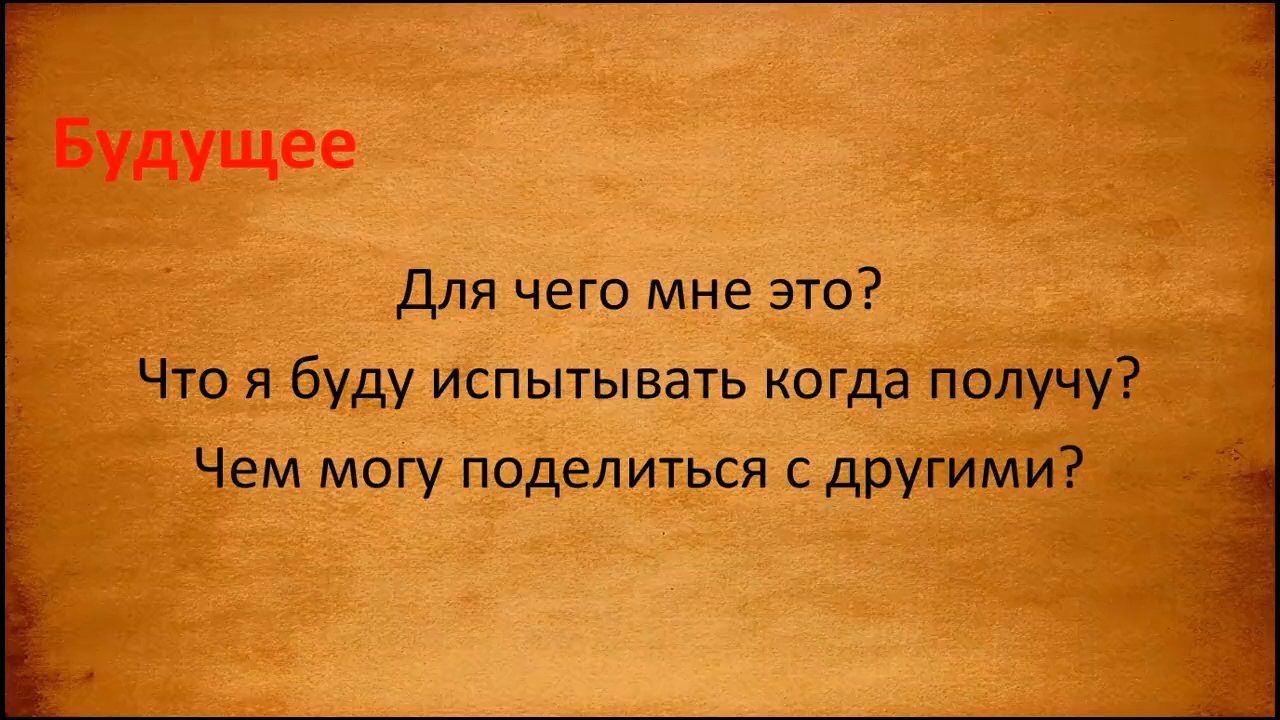 Будущее
Для чего мне это?
Что я буду испытывать когда получу?
Чем могу поделиться с другими?